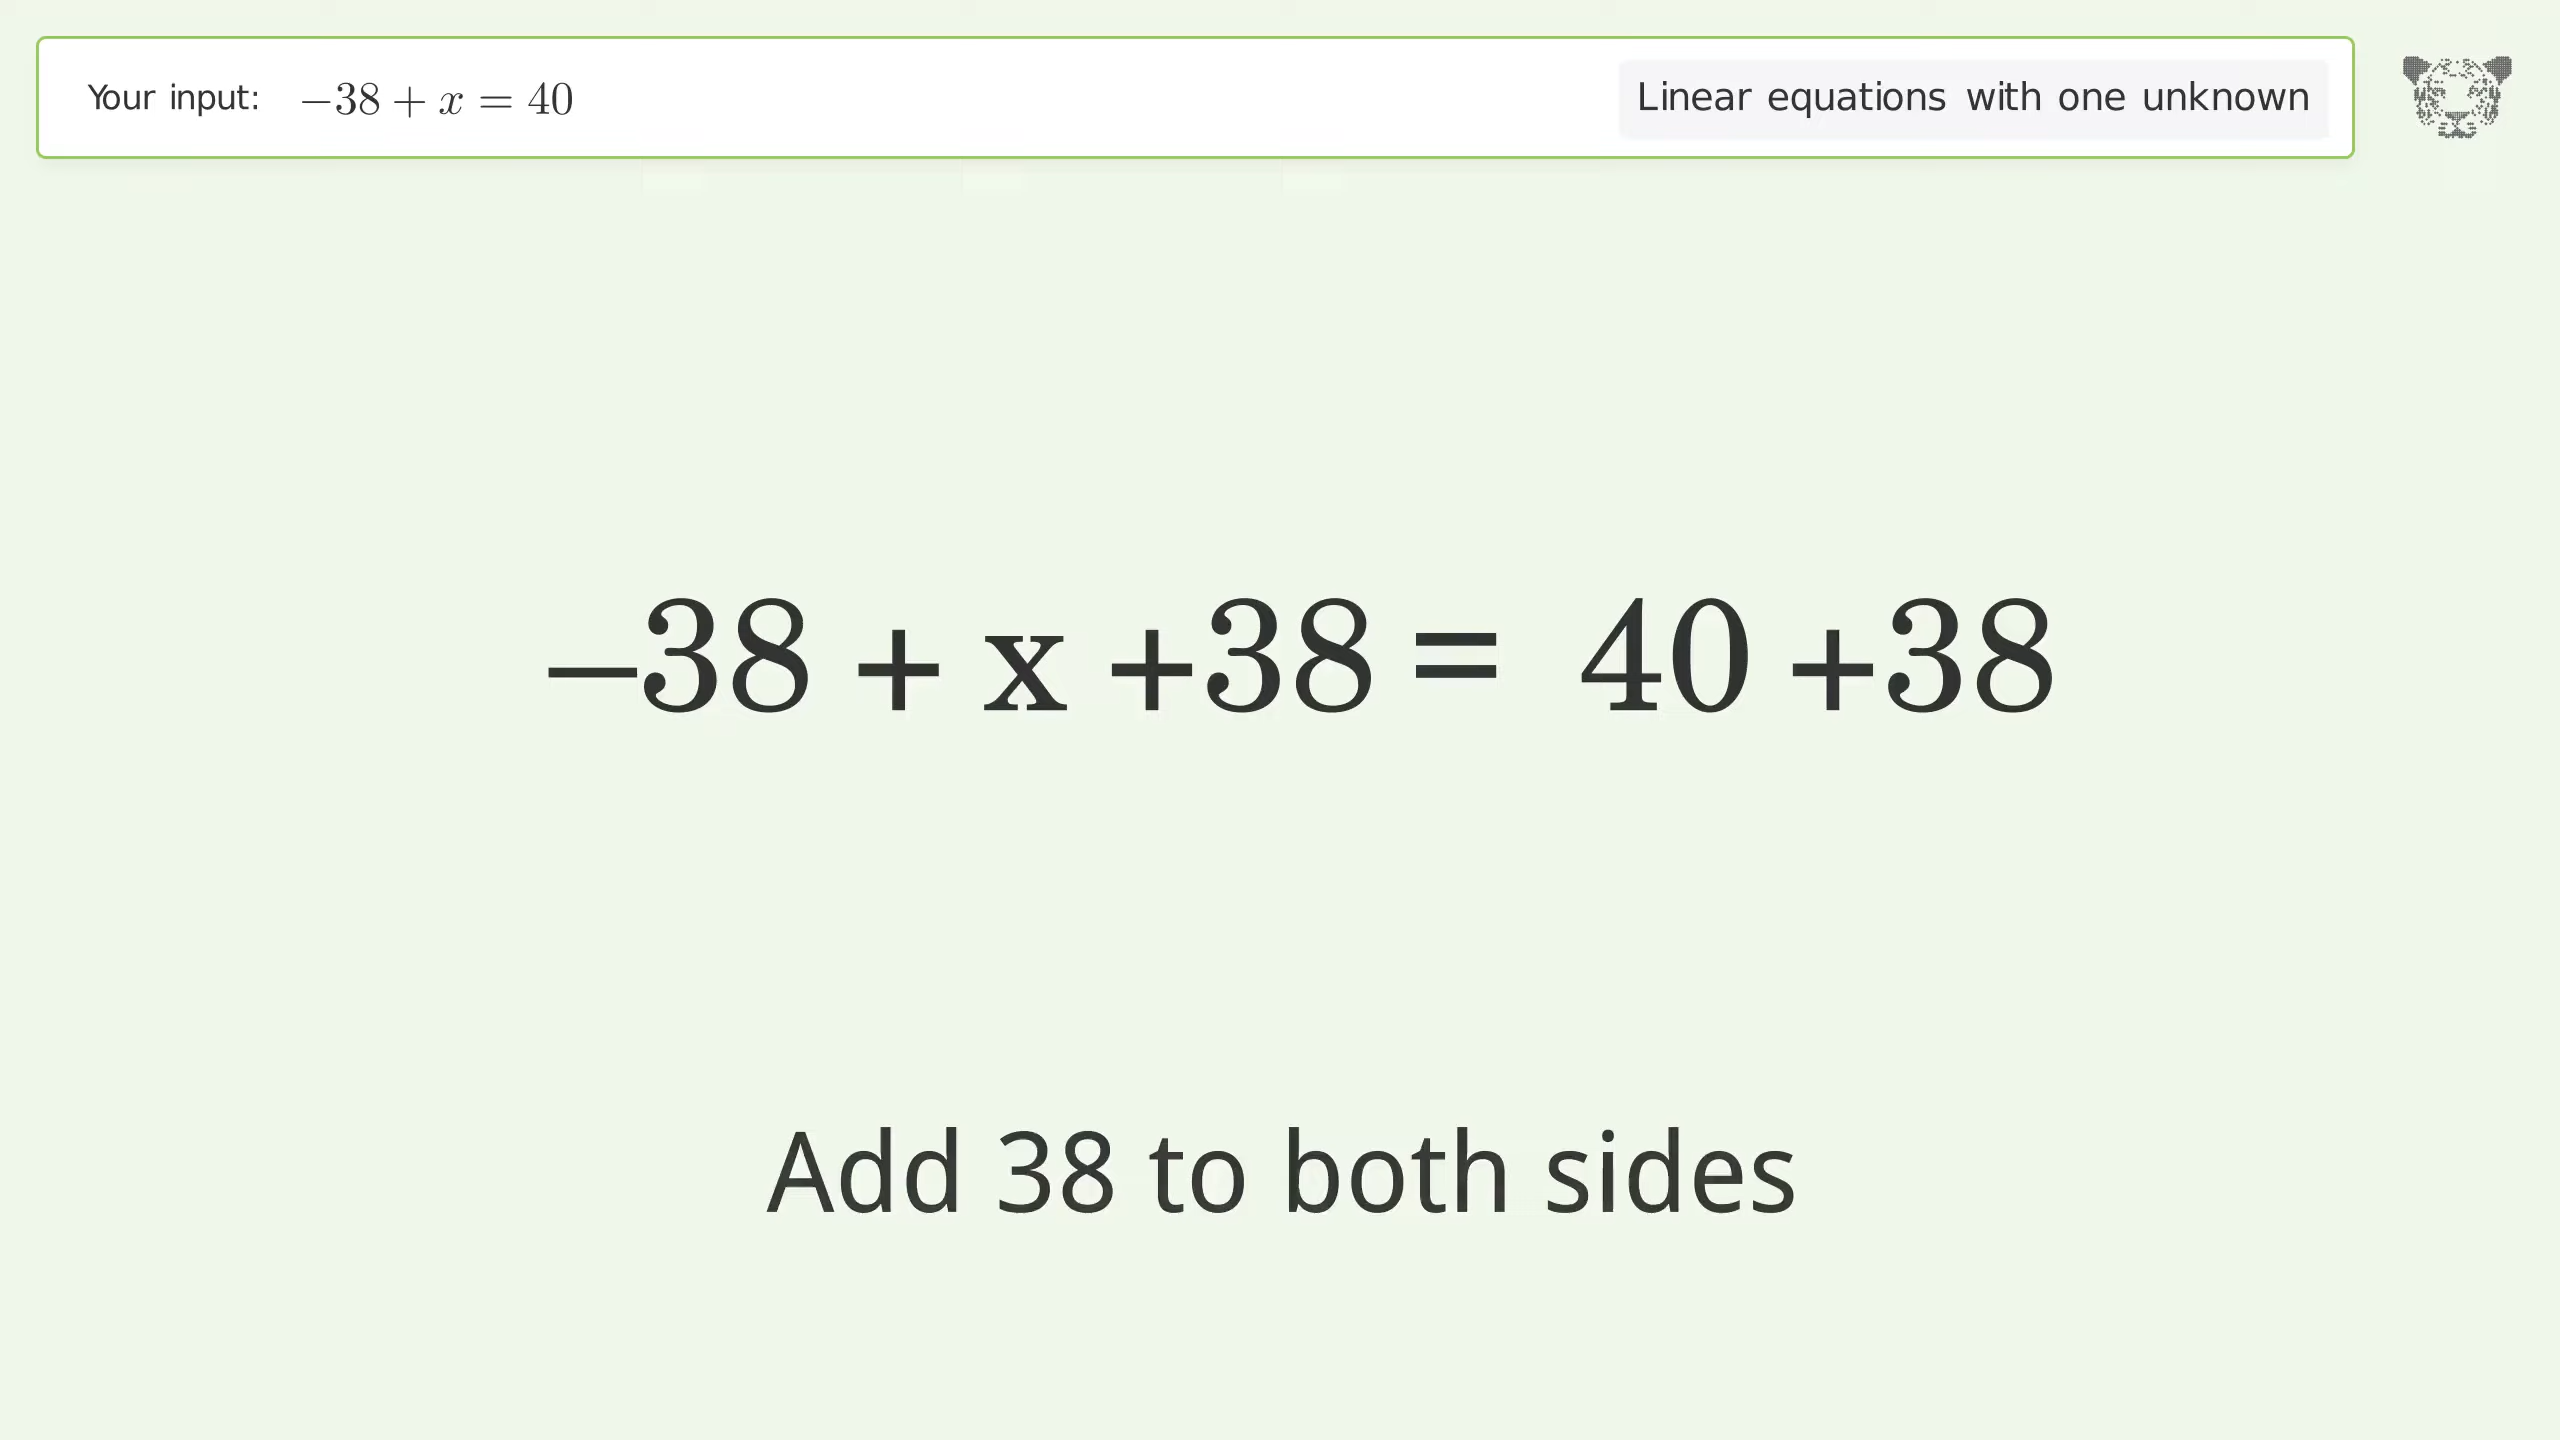 Your input: −38 + x = 40
Linear equations with one unknown
–38 + x +38 = 40 +38
Add 38 to both sides